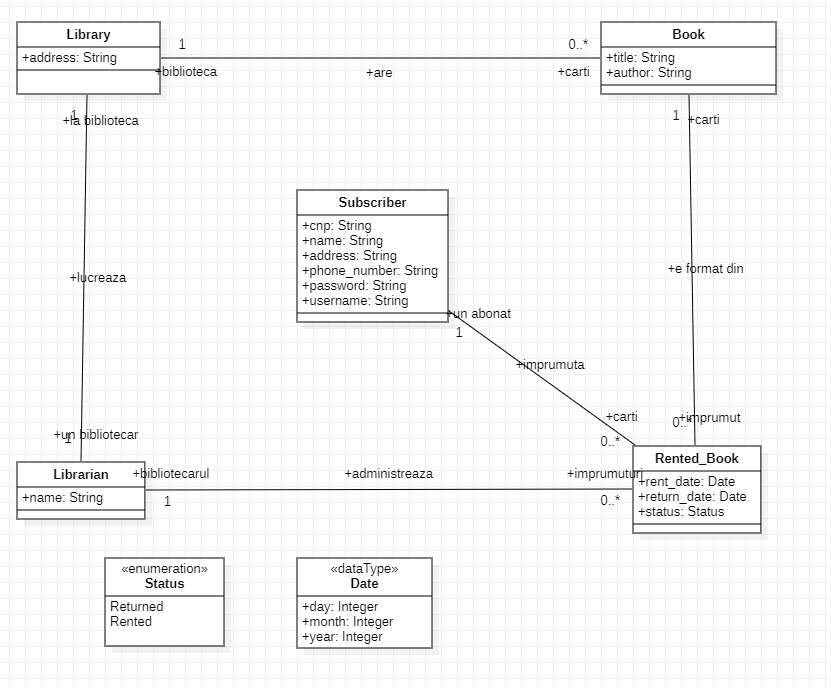 Library
+address: String
1
+biblioteca
+are
0..*
+carti
Book
+title: String
+author: String
1
+la biblioteca
1
+carti
Subscriber
+cnp: String
+name: String
+address: String
+phone_number: String
+password: String
+username: String
+lucreaza
+e format din
+un abonat
1
+imprumuta
+carti
0..*
0..*
+imprumut
+un bibliotecar
1
Librarian
+name: String
+bibliotecarul
1
+administreaza
+imprumuturi
0..*
Rented_Book
+rent_date: Date
+return_date: Date
+status: Status
«enumeration»
Status
Returned
Rented
«dataType»
Date
+day: Integer
+month: Integer
+year: Integer